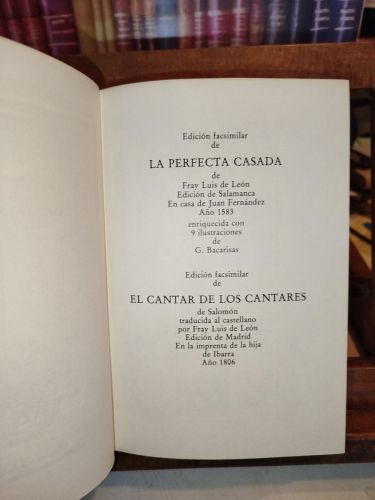 Edición facsimilar
de
LA PERFECTA CASADA
de
Fray Luis de León
Edición de Salamanca
En casa de Juan Fernández
Año 1583
enriquecida con
9 ilustraciones
de
G. Bacarisas
Edición facsimilar
de
EL CANTAR DE LOS CANTARES
de Salomón
traducida al castellano
por Fray Luis de León
Edición de Madrid
En la imprenta de la hija
de Ibarra
Año 1806